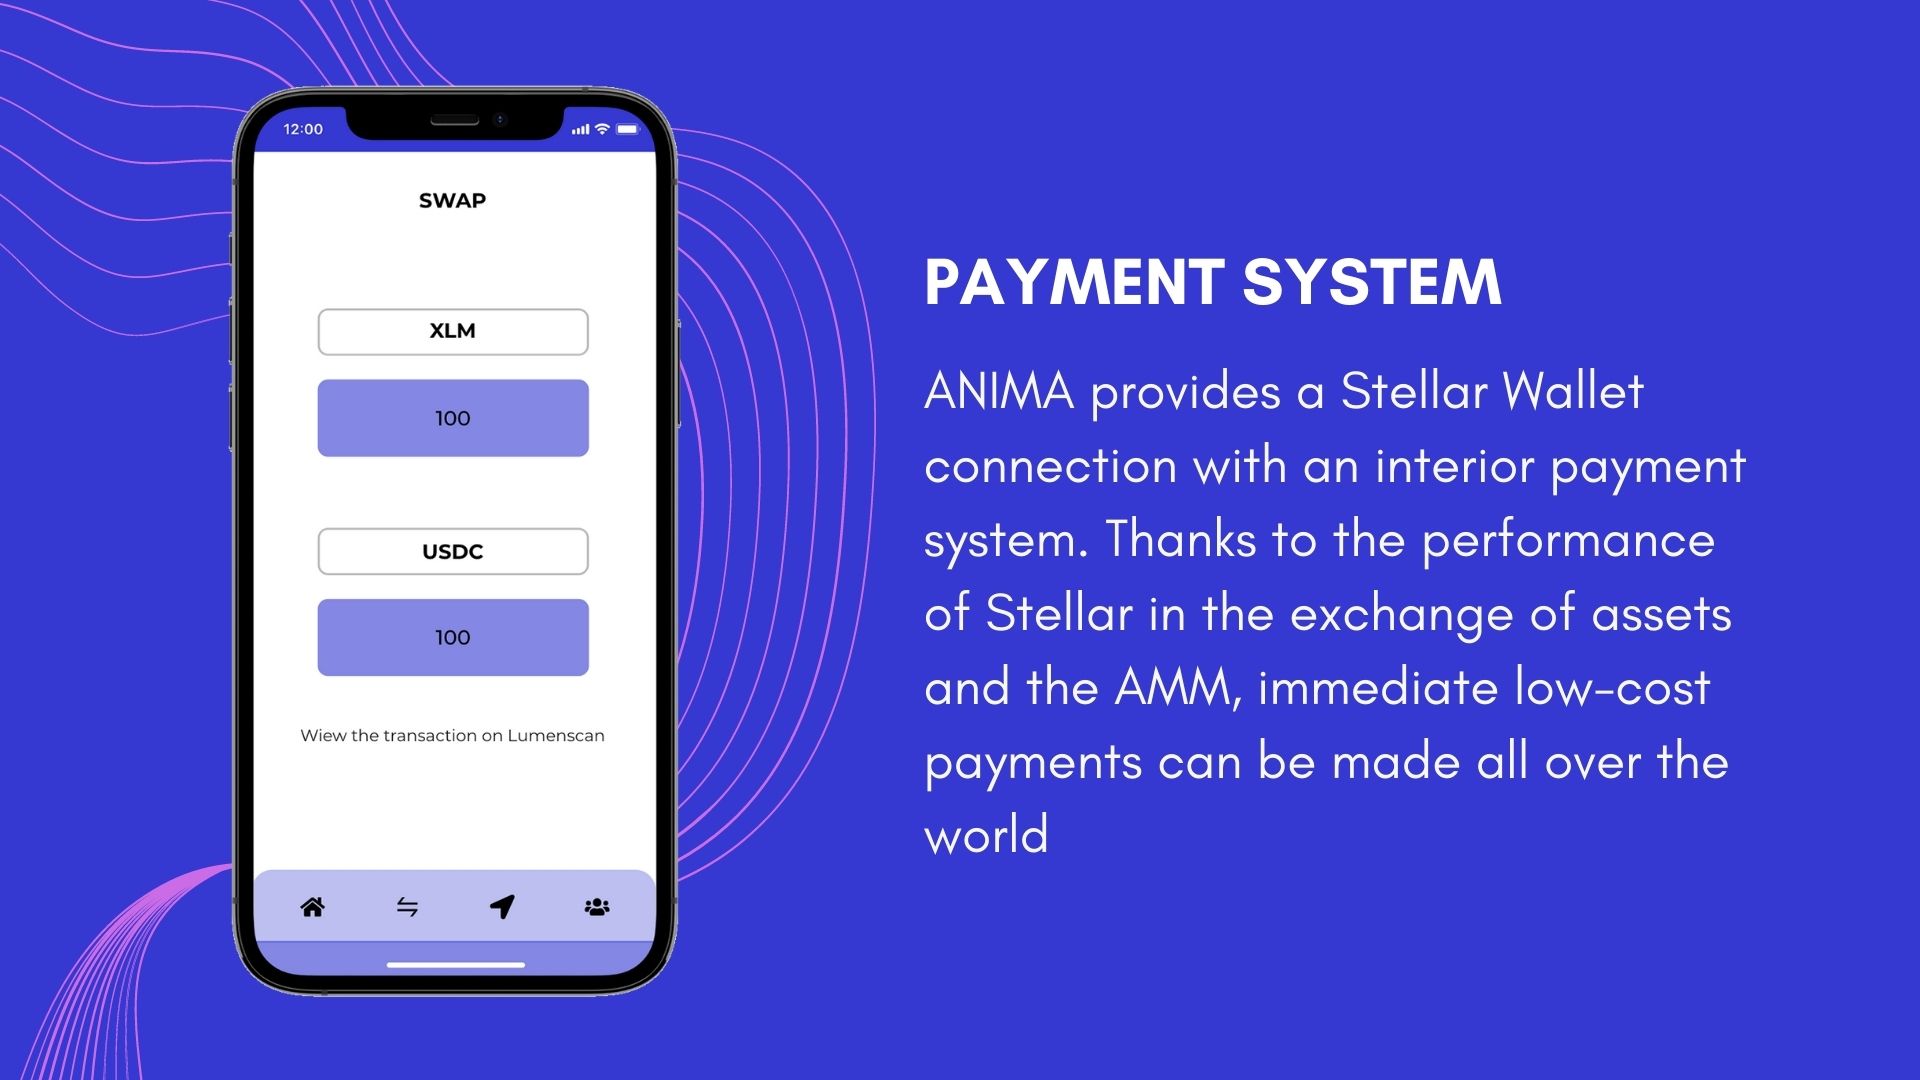 12:00
SWAP
XLM
100
USDC
100
Wiew the transaction on Lumenscan
PAYMENT SYSTEM
ANIMA provides a Stellar Wallet
connection with an interior payment
system. Thanks to the performance
of Stellar in the exchange of assets
and the AMM, immediate low-cost
payments can be made all over the
world